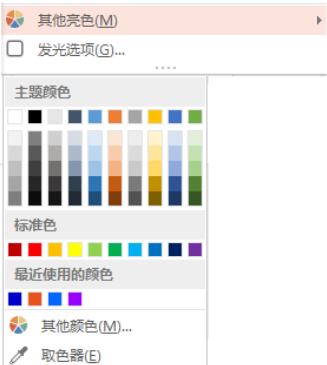 其他亮色(M)
发光选项(G)...
主题颜色
标准色
最近使用的颜色
其他颜色(M)...
取色器(E)